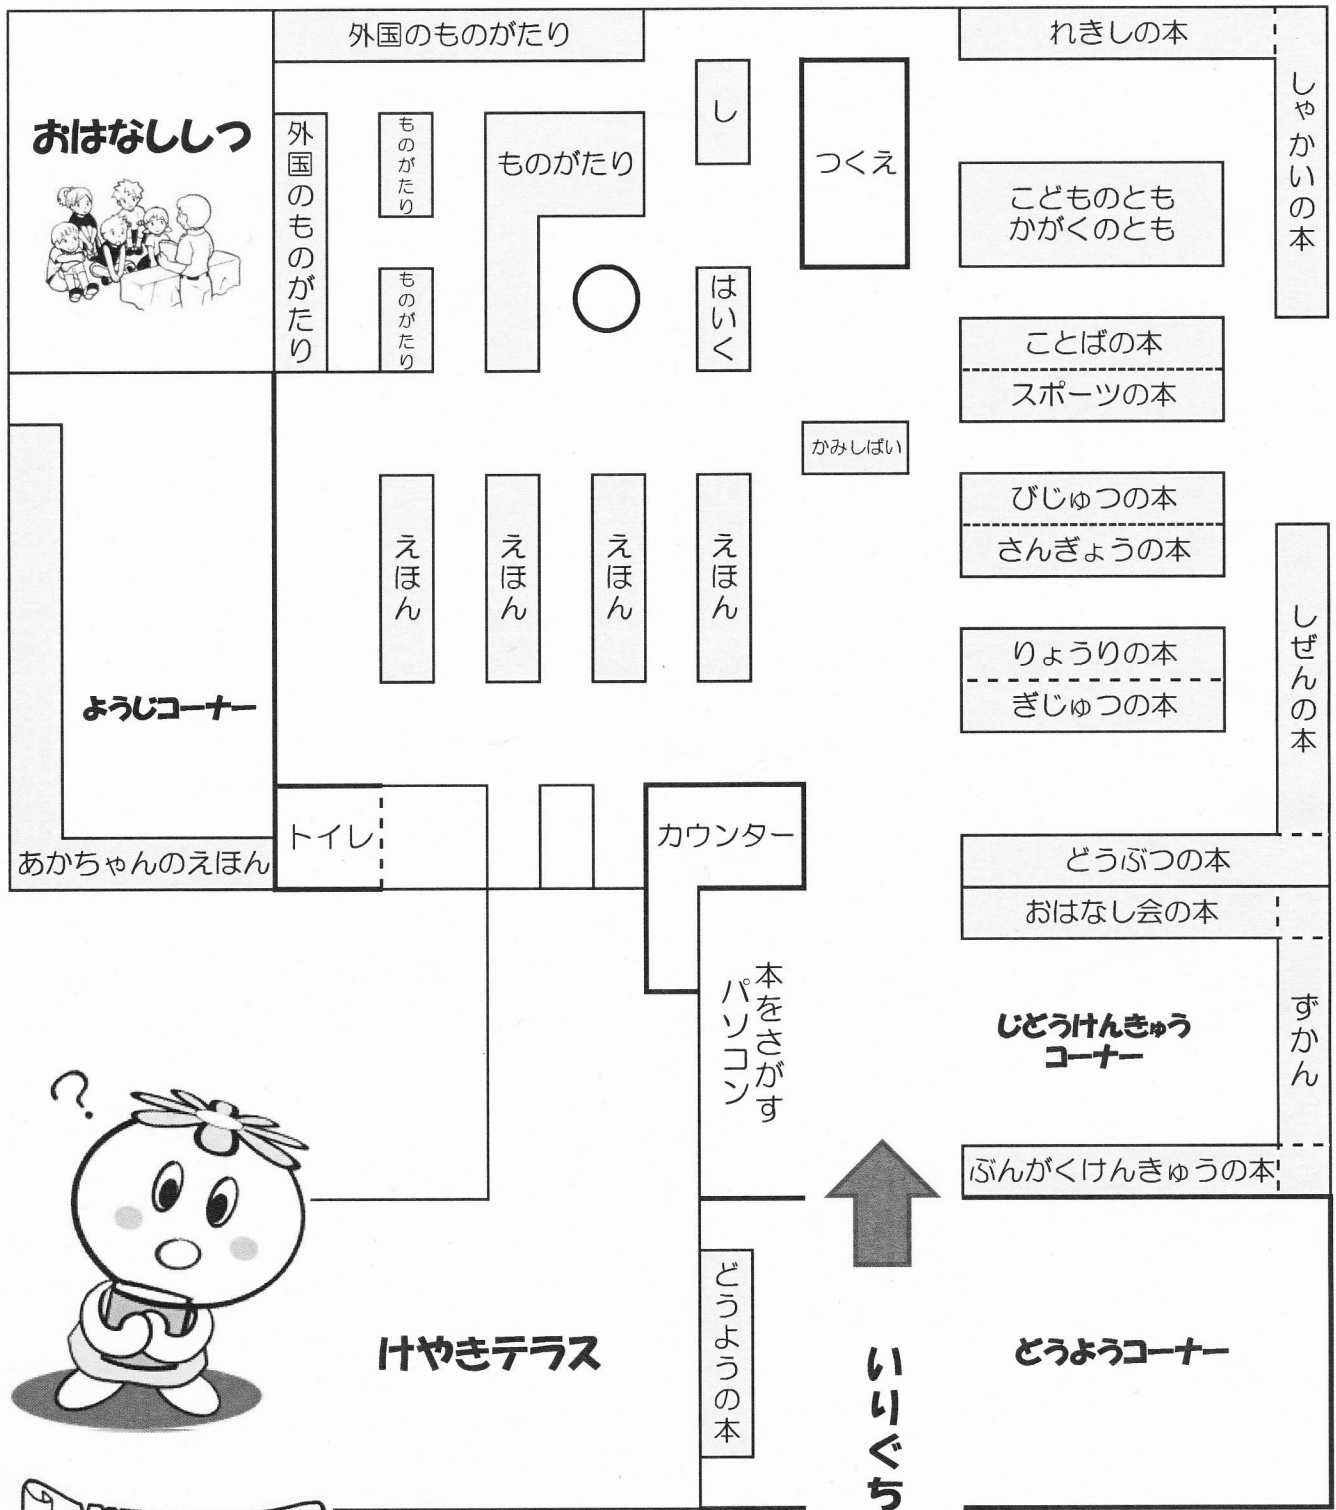 外国のものがたり
れきしの本
しゃかいの本
おはなししつ
外国のものがたり
ものがたり
ものがたり
ものがたり
し
つくえ
こどものとも
かがくのとも
はいく
ことばの本
スポーツの本
かみしばい
びじゅつの本
さんぎょうの本
えほん
えほん
えほん
えほん
りょうりの本
ぎじゅつの本
しぜんの本
ようじコーナー
トイレ
カウンター
あかちゃんのえほん
どうぶつの本
おはなし会の本
本をさがす
パソコン
じどうけんきゅう
コーナー
ずかん
ぶんがくけんきゅうの本
?
どうようの本
けやきテラス
いりぐち
どうようコーナー